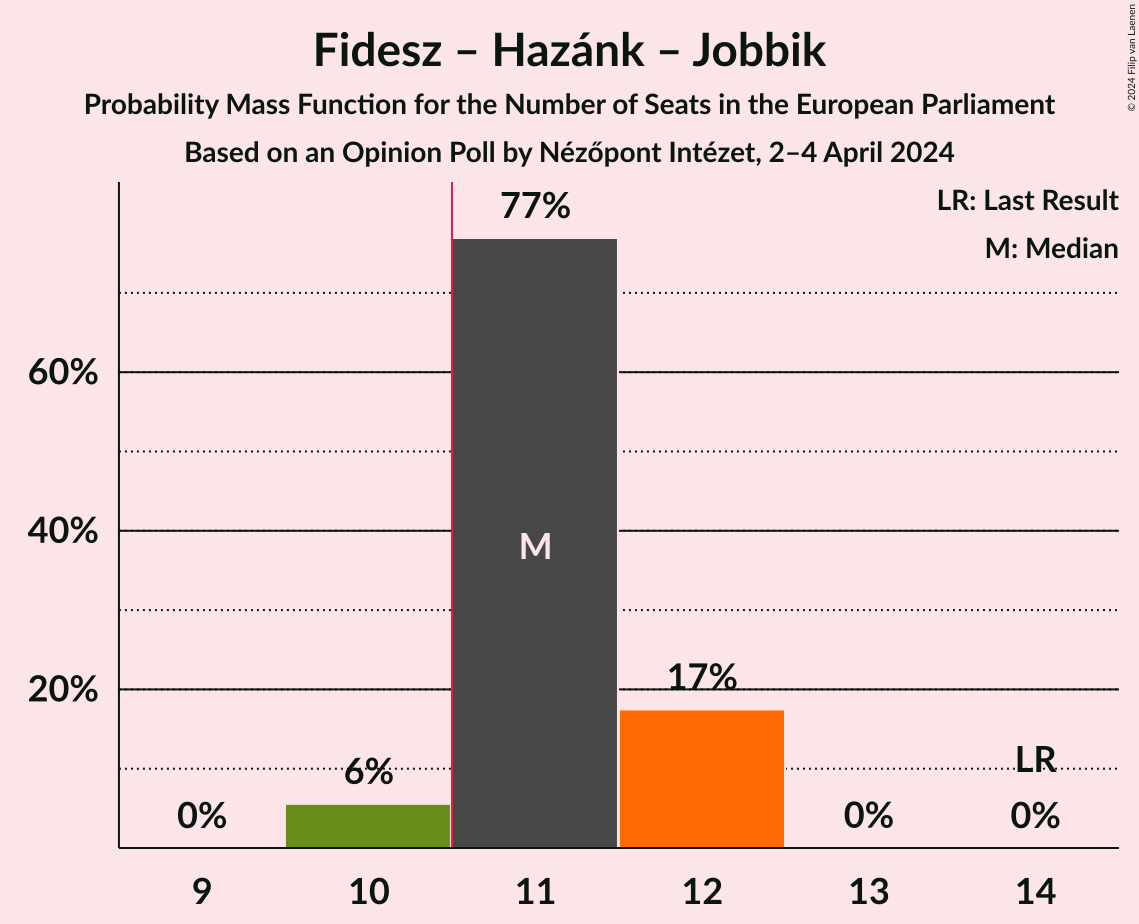 Fidesz – Hazánk – Jobbik
Probability Mass Function for the Number of Seats in the European Parliament
Based on an Opinion Poll by Nézőpont Intézet, 2–4 April 2024
© 2024 Filip van Laenen
LR: Last Result
M: Median
77%
60%
40%
M
20%
17%
6%
LR
0%
0%
0%
9
10
11
12
13
14